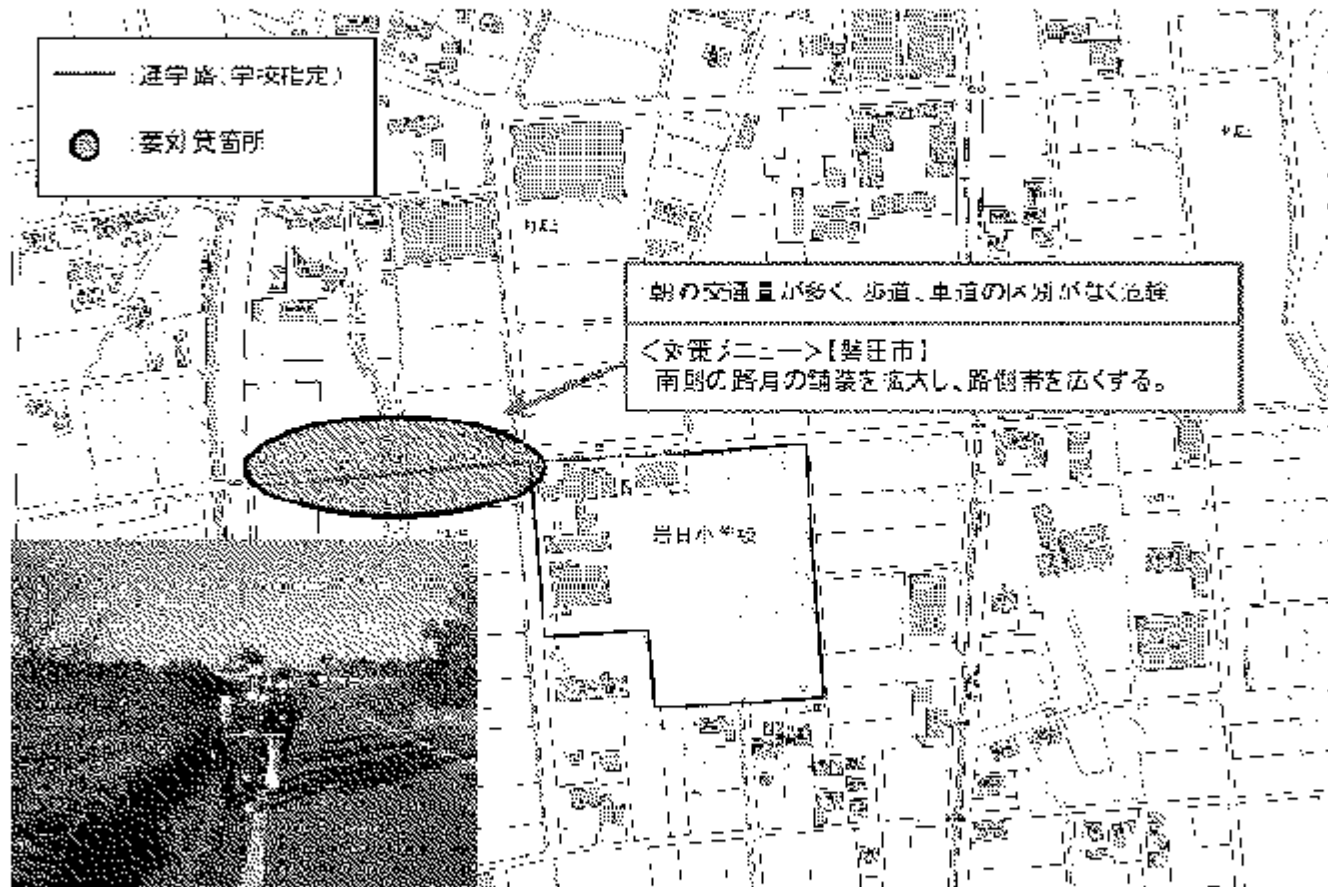 :通学路(学校指定)
:要対策箇所
朝の交通量が多く、歩道、車道の区別がなく危険
<対策メニュー>【磐田市】
南側の路肩の舗装を拡大し、路側帯を広くする。
岩田小学校